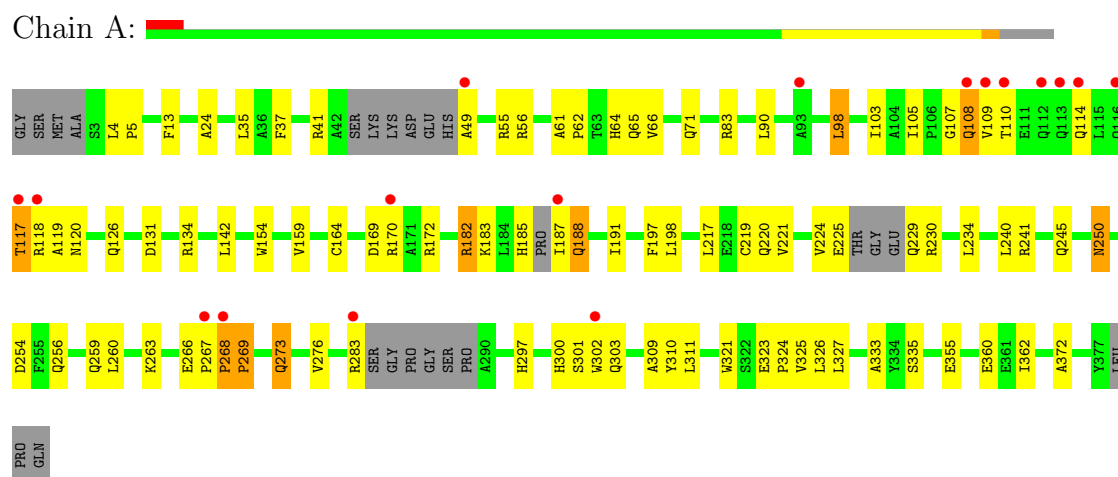 Chain A:
GLY SER MET ALA S3 L4 P5 F13 A24 L35 A36 F37 R41 A42 SER LYS LYS ASP GLU HIS A49 R55 R56 A61 P62 T63 H64 Q65 V66 Q71 R83 L90 A93 L98 I103 A104 I105 P106 G107 Q108 V109 T110 E111 Q112 Q113 Q114 L115
T117 R118 A119 N120 Q126 D131 R134 L142 W154 V159 C164 D169 R170 A171 R172 R182 K183 L184 H185 PRO I187 Q188 I191 F197 L198 L217 E218 C219 Q220 V221 V224 E225 THR GLY GLU Q229 R230 L234 L240 R241 Q245 N250
D254 F255 Q256 Q259 L260 K263 E266 P267 P268 P269 Q273 V276 R283 SER GLY PRO GLY SER PRO A290 H297 H300 S301 W302 Q303 A309 Y310 L311 W321 S322 E323 P324 V325 L326 L327 A333 Y334 S335 E355 E360 E361 I362 A372 Y377
PRO GLN